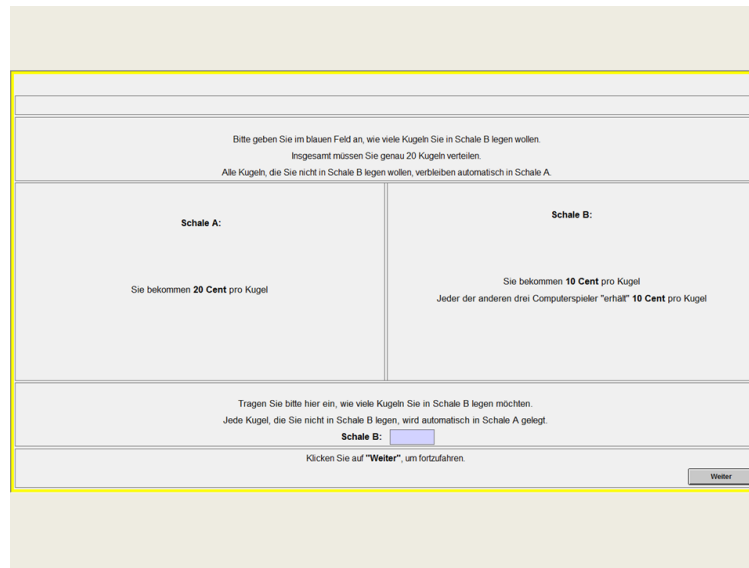 Bitte geben Sie im blauen Feld an, wie viele Kugeln Sie in Schale B legen wollen.
Insgesamt müssen Sie genau 20 Kugeln verteilen.
Alle Kugeln, die Sie nicht in Schale B legen wollen, verbleiben automatisch in Schale A.
Schale A:
Sie bekommen 20 Cent pro Kugel
Schale B:
Sie bekommen 10 Cent pro Kugel
Jeder der anderen drei Computerspieler "erhält" 10 Cent pro Kugel
Tragen Sie bitte hier ein, wie viele Kugeln Sie in Schale B legen möchten.
Jede Kugel, die Sie nicht in Schale B legen, wird automatisch in Schale A gelegt.
Schale B:
Klicken Sie auf "Weiter", um fortzufahren.
Weiter